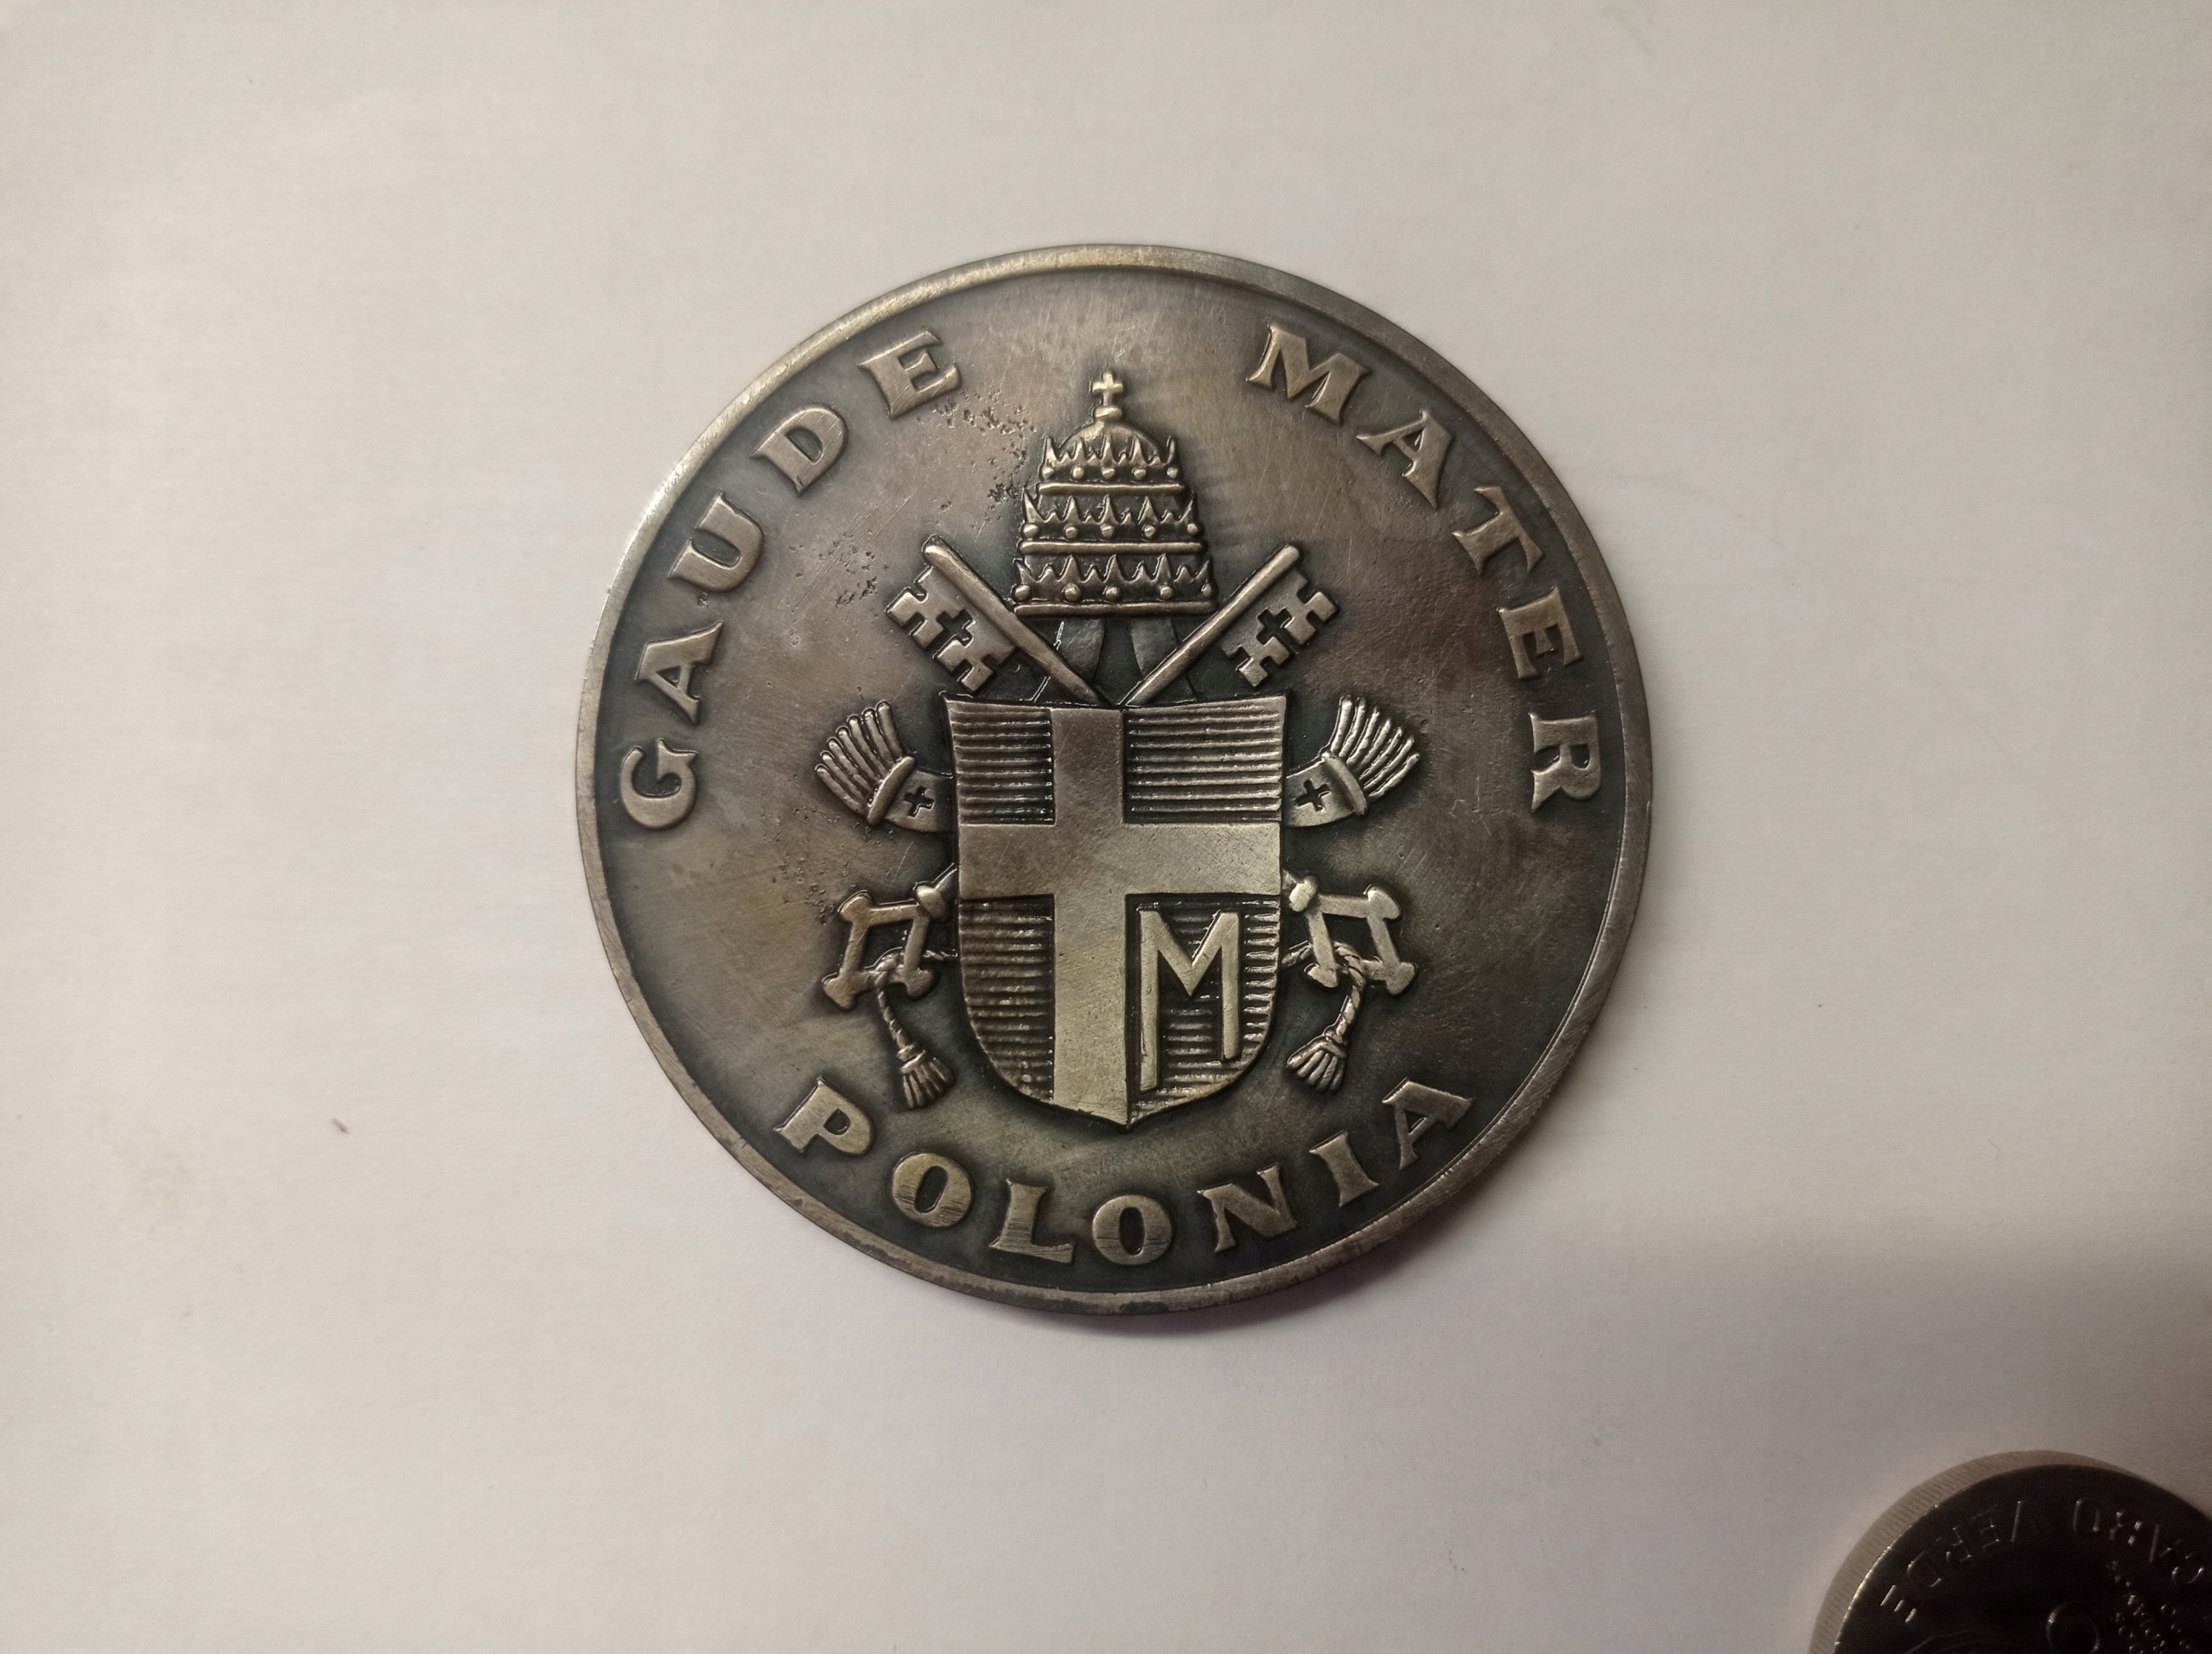 GAUDE MATER
POLONIA
M
CABO VERDE